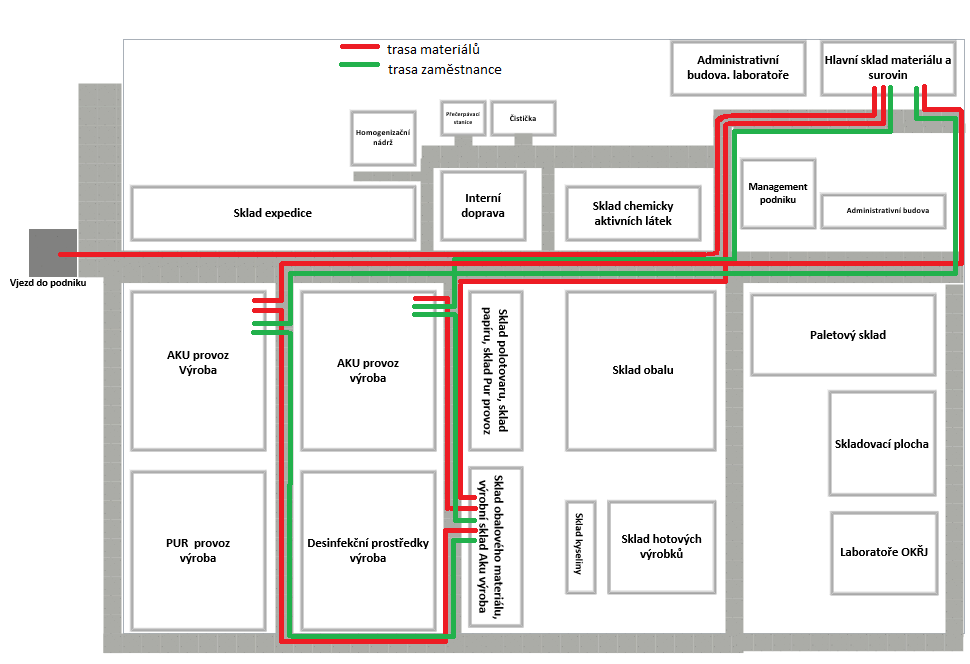 trasa materiálů
trasa zaměstnance
Administrativní
budova. laboratoře
Hlavní sklad materiálu a
surovin
Přečerpávací
stanice
Čistička
Homogenizační
nádrž
Sklad expedice
Interní
doprava
Sklad chemicky
aktivních látek
Management
podniku
Administrativní budova
Vjezd do podniku
AKU provoz
Výroba
AKU provoz
výroba
Sklad polotovaru, sklad
papíru, sklad Pur provoz
Sklad obalu
Paletový sklad
Skladovací plocha
PUR provoz
výroba
Desinfekční prostředky
výroba
Sklad obalového materiálu,
výrobní sklad Aku výroba
Sklad kyseliny
Sklad hotových
výrobků
Laboratoře OKŘJ